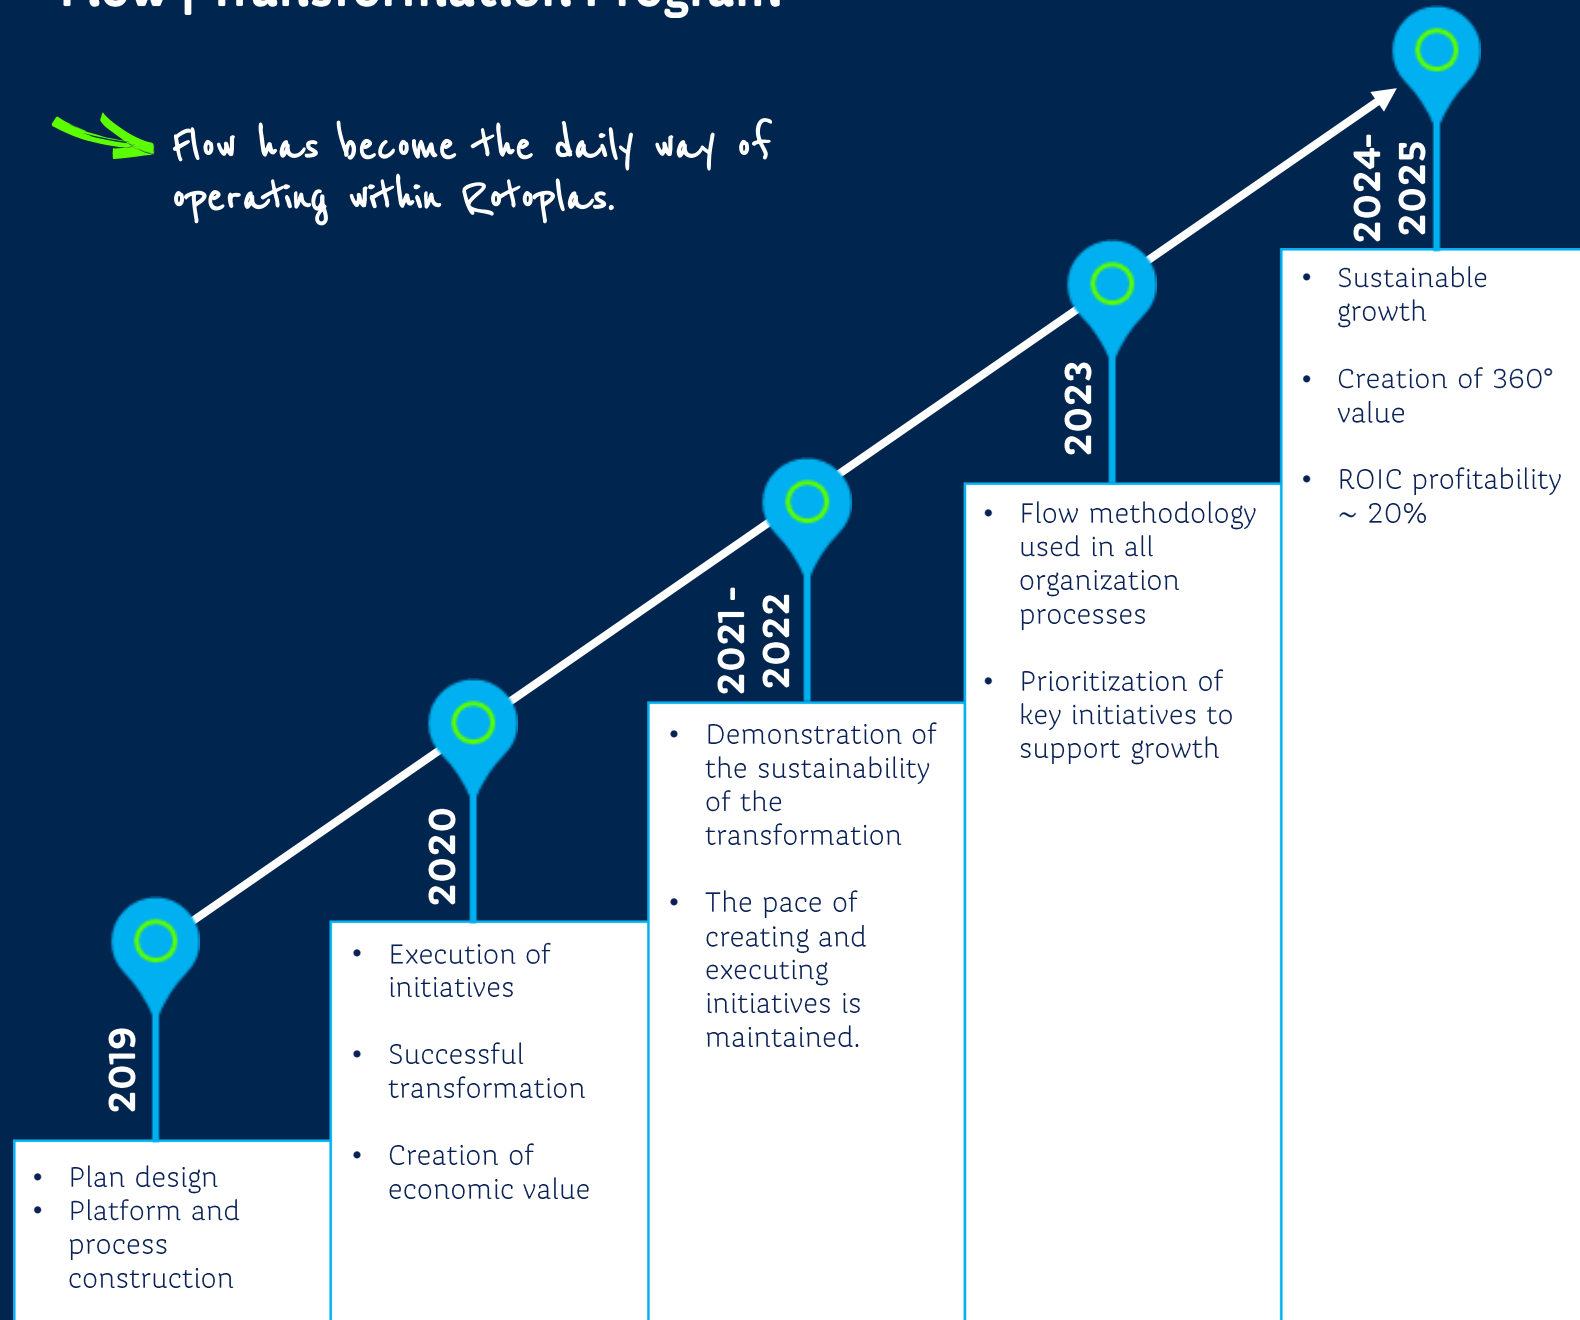 Flow | Transformation Program
Flow has become the daily way of
operating within Rotoplas.
2019
• Plan design
• Platform and
process
construction
2020
• Execution of
initiatives
• Successful
transformation
• Creation of
economic value
2021-
2022
• Demonstration of
the sustainability
of the
transformation
• The pace of
creating and
executing
initiatives is
maintained.
2023
• Flow methodology
used in all
organization
processes
• Prioritization of
key initiatives to
support growth
2024-
2025
• Sustainable
growth
• Creation of 360°
value
• ROIC profitability
~ 20%